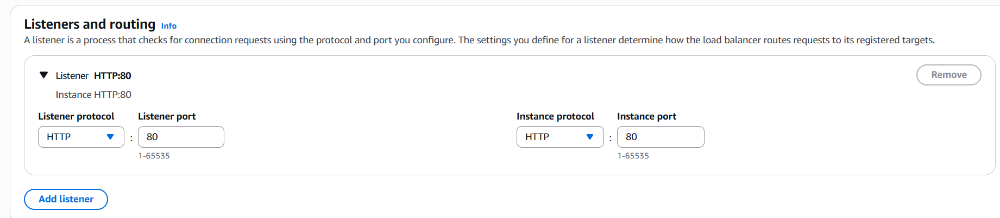 Listeners and routing Info
A listener is a process that checks for connection requests using the protocol and port you configure. The settings you define for a listener determine how the load balancer routes requests to its registered targets.
Listener HTTP:80
Remove
Instance HTTP:80
Listener protocol Listener port Instance protocol Instance port
HTTP : 80 HTTP : 80
1-65535 1-65535
Add listener